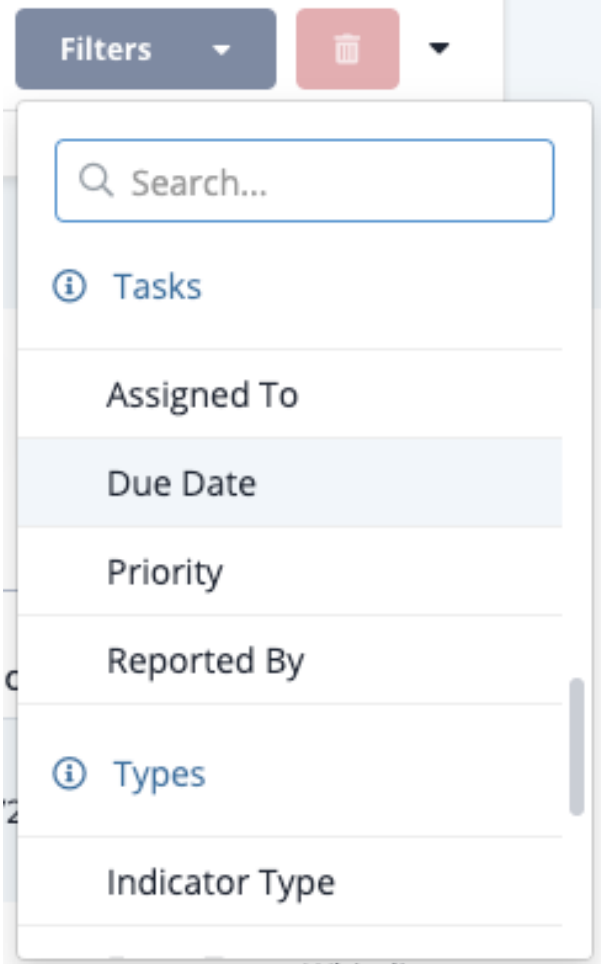 Filters
Search...
Tasks
Assigned To
Due Date
Priority
Reported By
Types
Indicator Type